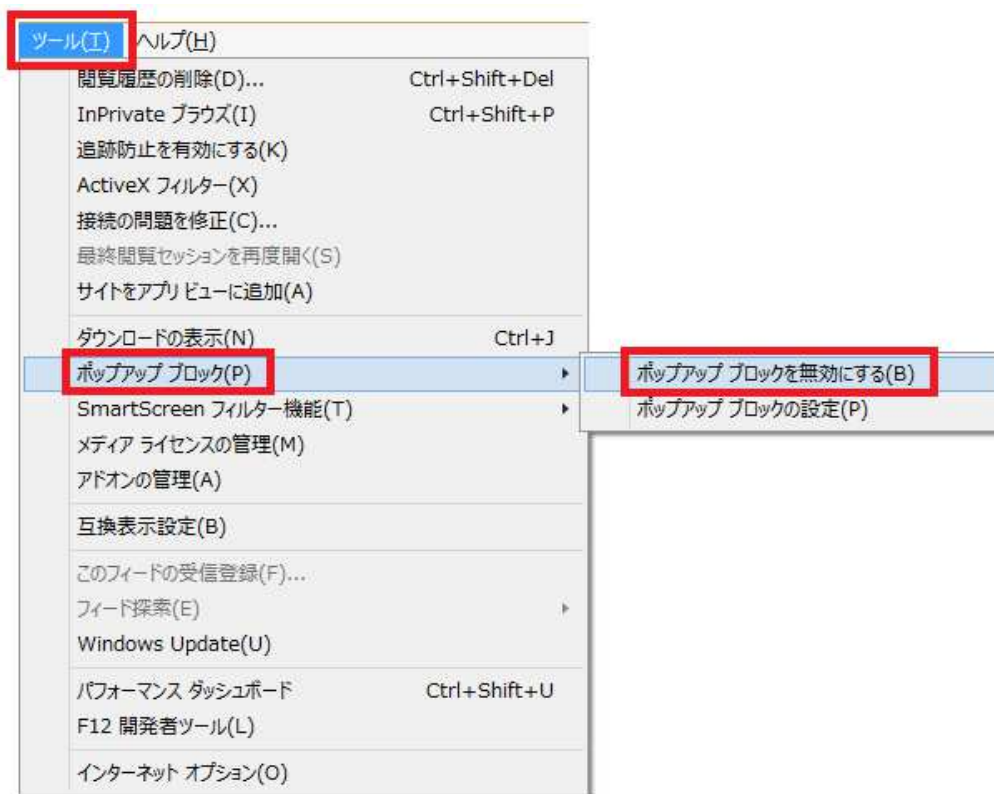 ツール(T) ヘルプ(H)
閲覧履歴の削除(D)... Ctrl+Shift+Del
InPrivate ブラウズ(I) Ctrl+Shift+P
追跡防止を有効にする(K)
ActiveX フィルター(X)
接続の問題を修正(C)...
最終閲覧セッションを再度開く(S)
サイトをアプリ ビューに追加(A)
ダウンロードの表示(N) Ctrl+J
ポップアップ ブロック(P) ポップアップ ブロックを無効にする(B)
SmartScreen フィルター機能(T) ポップアップ ブロックの設定(P)
メディア ライセンスの管理(M)
アドオンの管理(A)
互換表示設定(B)
このフィードの受信登録(F)...
フィード探索(E)
Windows Update(U)
パフォーマンス ダッシュボード Ctrl+Shift+U
F12 開発者ツール(L)
インターネット オプション(O)